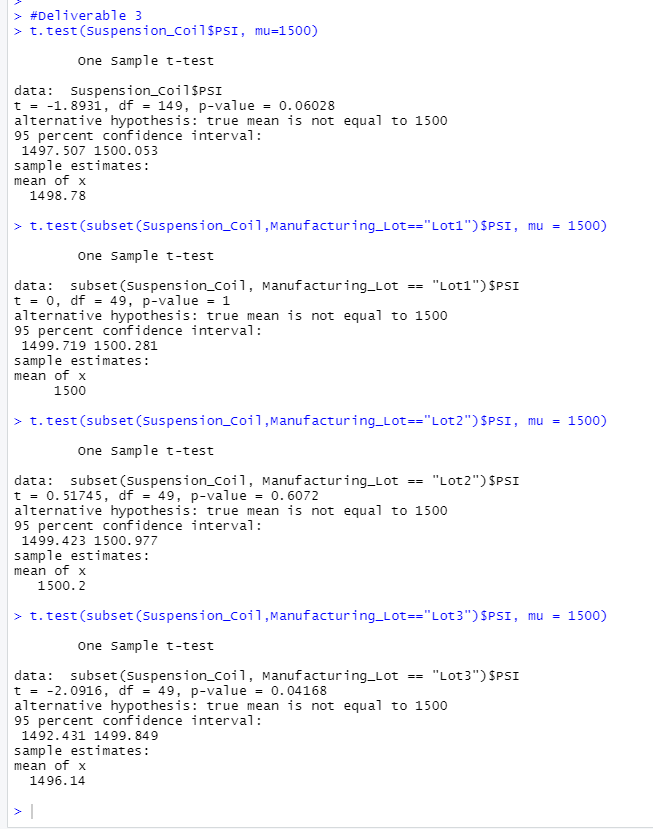 >
> #Deliverable 3
> t.test(Suspension_Coil$PSI, mu=1500)
One Sample t-test
data:  Suspension_Coil$PSI
t = -1.8931, df = 149, p-value = 0.06028
alternative hypothesis: true mean is not equal to 1500
95 percent confidence interval:
1497.507 1500.053
sample estimates:
mean of x
1498.78
> t.test(subset(Suspension_Coil,Manufacturing_Lot=="Lot1")$PSI, mu = 1500)
One Sample t-test
data:  subset(Suspension_Coil, Manufacturing_Lot == "Lot1")$PSI
t = 0, df = 49, p-value = 1
alternative hypothesis: true mean is not equal to 1500
95 percent confidence interval:
1499.719 1500.281
sample estimates:
mean of x
1500
> t.test(subset(Suspension_Coil,Manufacturing_Lot=="Lot2")$PSI, mu = 1500)
One Sample t-test
data:  subset(Suspension_Coil, Manufacturing_Lot == "Lot2")$PSI
t = 0.51745, df = 49, p-value = 0.6072
alternative hypothesis: true mean is not equal to 1500
95 percent confidence interval:
1499.423 1500.977
sample estimates:
mean of x
1500.2
> t.test(subset(Suspension_Coil,Manufacturing_Lot=="Lot3")$PSI, mu = 1500)
One Sample t-test
data:  subset(Suspension_Coil, Manufacturing_Lot == "Lot3")$PSI
t = -2.0916, df = 49, p-value = 0.04168
alternative hypothesis: true mean is not equal to 1500
95 percent confidence interval:
1492.431 1499.849
sample estimates:
mean of x
1496.14
>